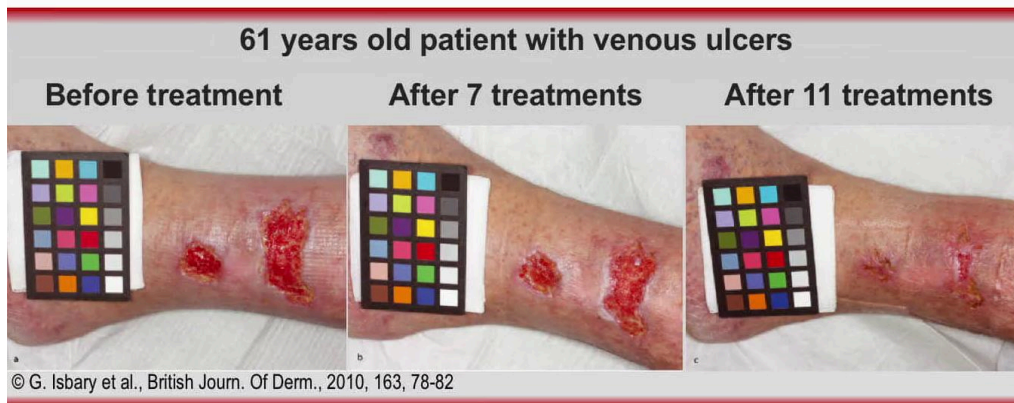 61 years old patient with venous ulcers
Before treatment
After 7 treatments
After 11 treatments
a
b
c
© G. Isbary et al., British Journ. Of Derm., 2010, 163, 78-82